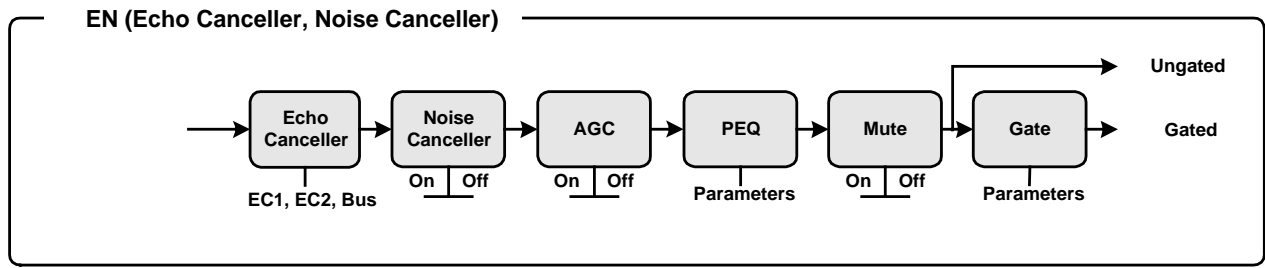 EN (Echo Canceller, Noise Canceller)
Ungated
Echo
Canceller
Noise
Canceller
AGC
PEQ
Mute
Gate
Gated
EC1, EC2, Bus
On Off
On Off
Parameters
On Off
Parameters